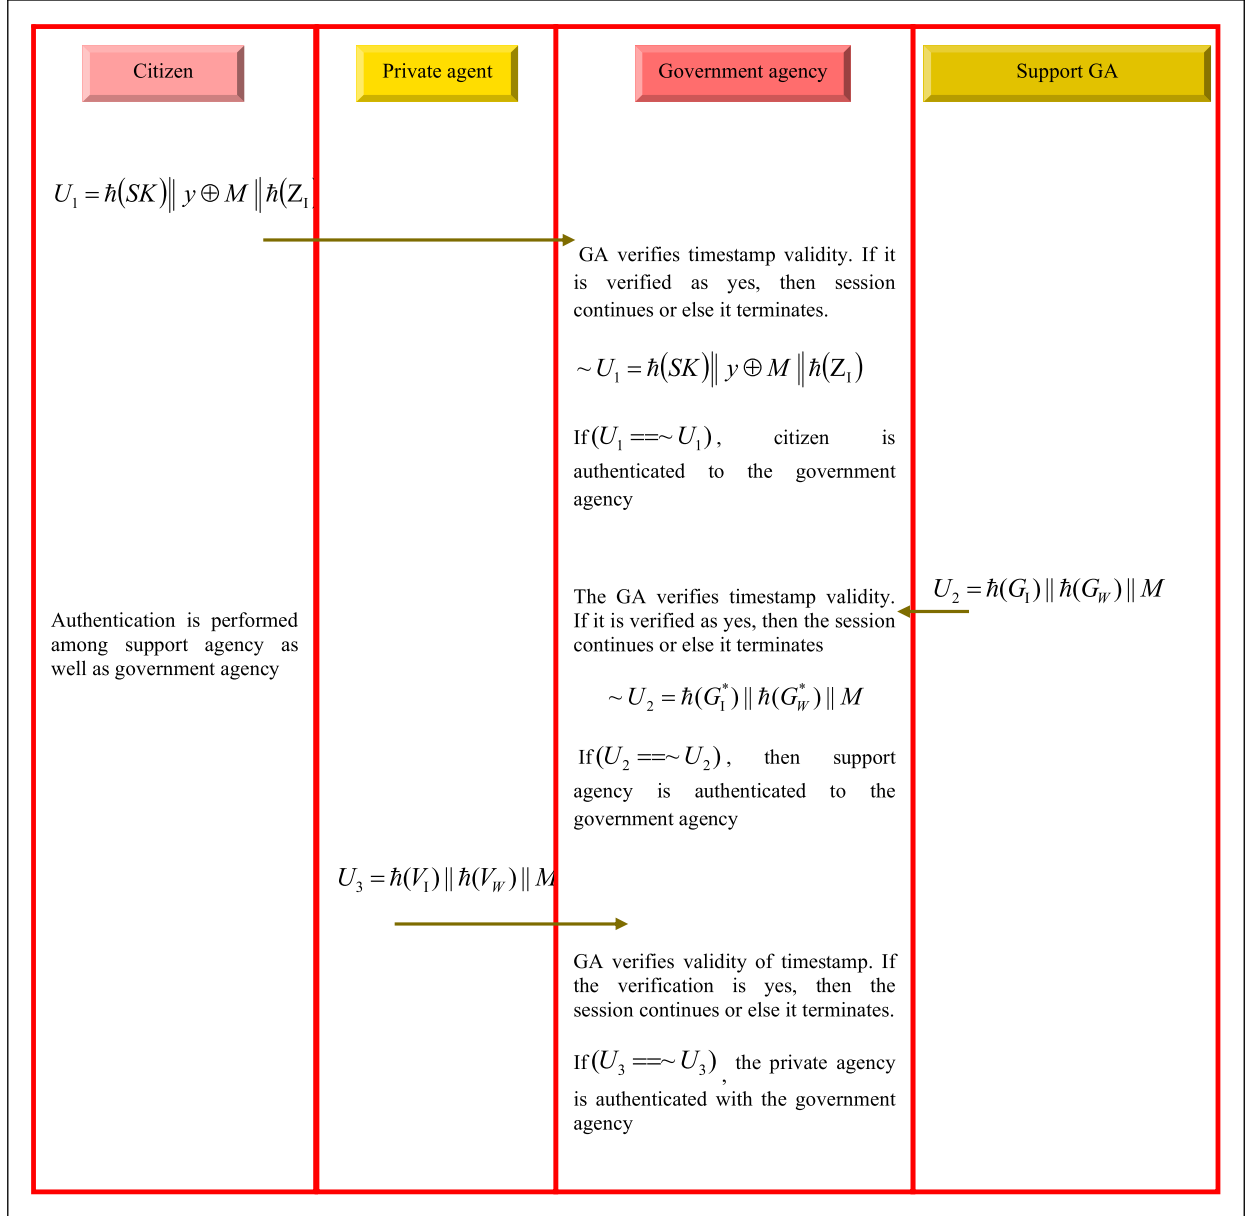 Citizen
Private agent
Government agency
Support GA
U₁ = ħ(SK)‖ y ⊕ M ‖ħ(Z_I)
GA verifies timestamp validity. If it
is verified as yes, then session
continues or else it terminates.
~ U₁ = ħ(SK)‖ y ⊕ M ‖ħ(Z_I)
If (U₁ ==~ U₁), citizen is
authenticated to the government
agency
U₂ = ħ(G_I) || ħ(G_W) || M
The GA verifies timestamp validity.
If it is verified as yes, then the session
continues or else it terminates
Authentication is performed
among support agency as
well as government agency
~ U₂ = ħ(G_I^*) || ħ(G_W^*) || M
If (U₂ ==~ U₂), then support
agency is authenticated to the
government agency
U₃ = ħ(V_I) || ħ(V_W) || M
GA verifies validity of timestamp. If
the verification is yes, then the
session continues or else it terminates.
If (U₃ ==~ U₃) , the private agency
is authenticated with the government
agency